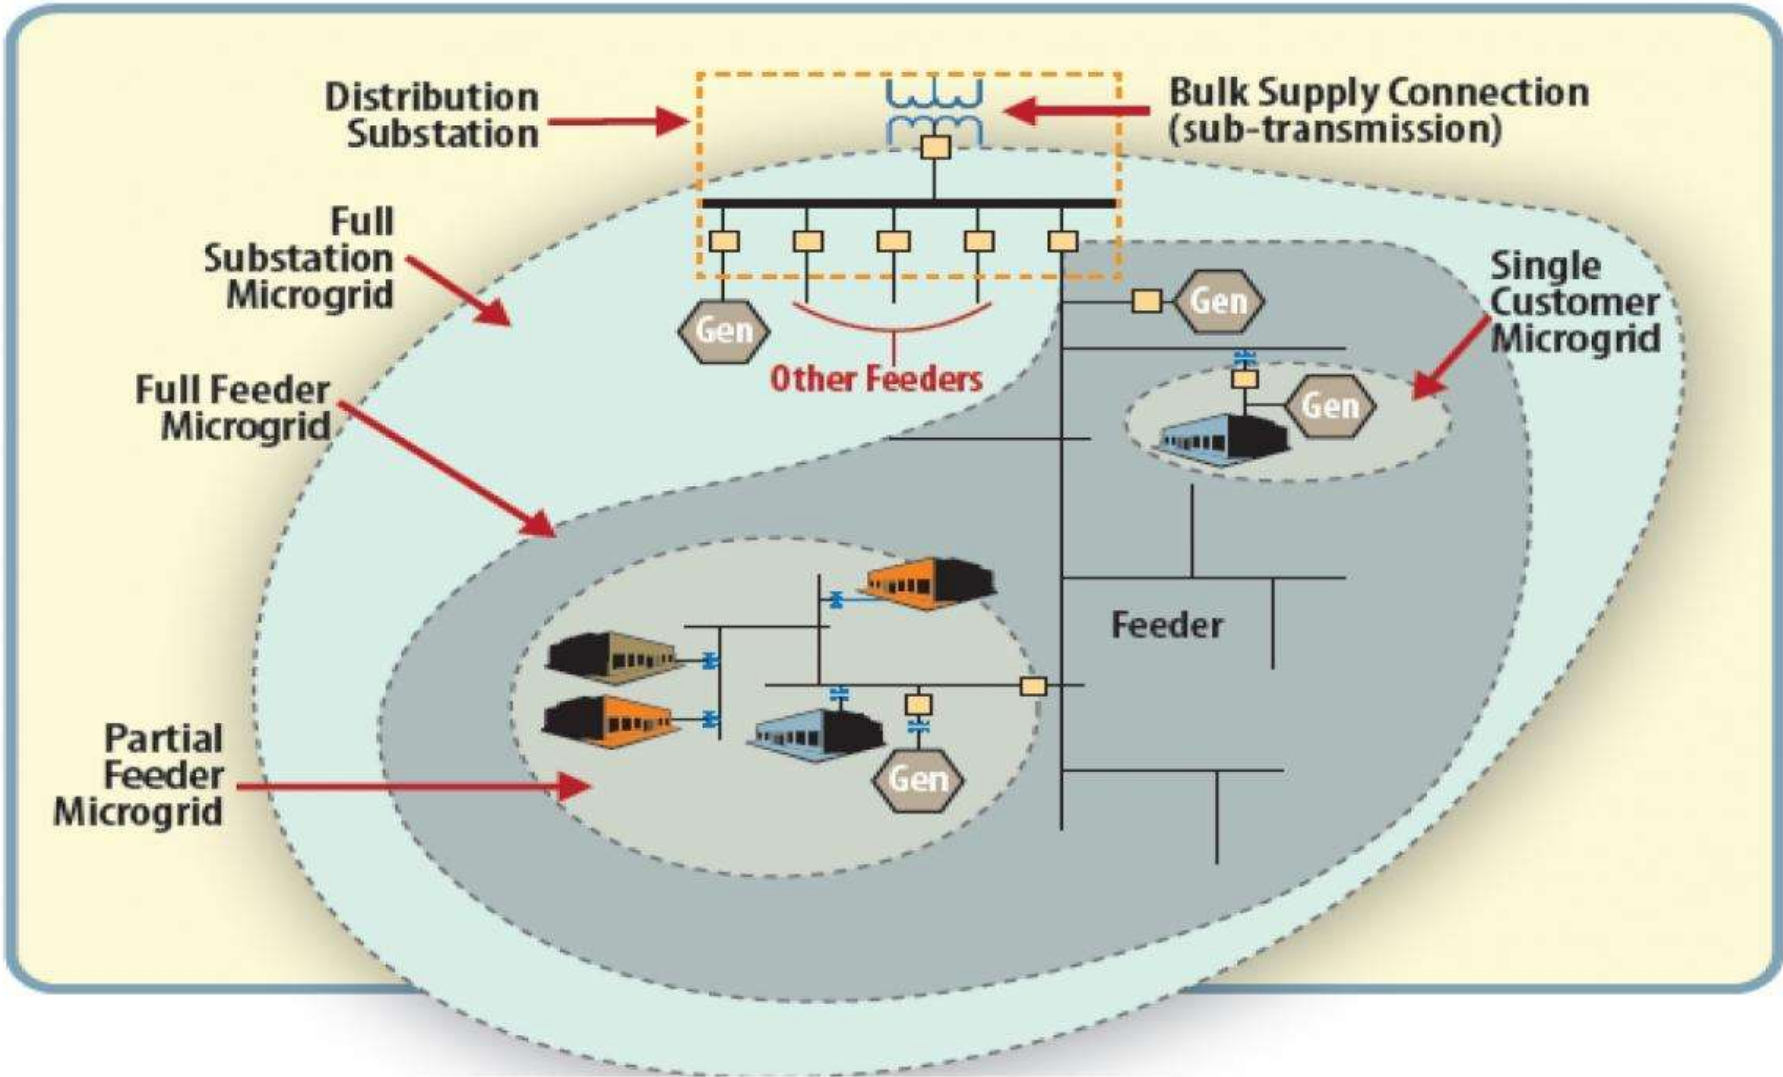 Distribution
Substation
Bulk Supply Connection
(sub-transmission)
Full
Substation
Microgrid
Single
Customer
Microgrid
Gen
Gen
Other Feeders
Full Feeder
Microgrid
Gen
Feeder
Partial
Feeder
Microgrid
Gen